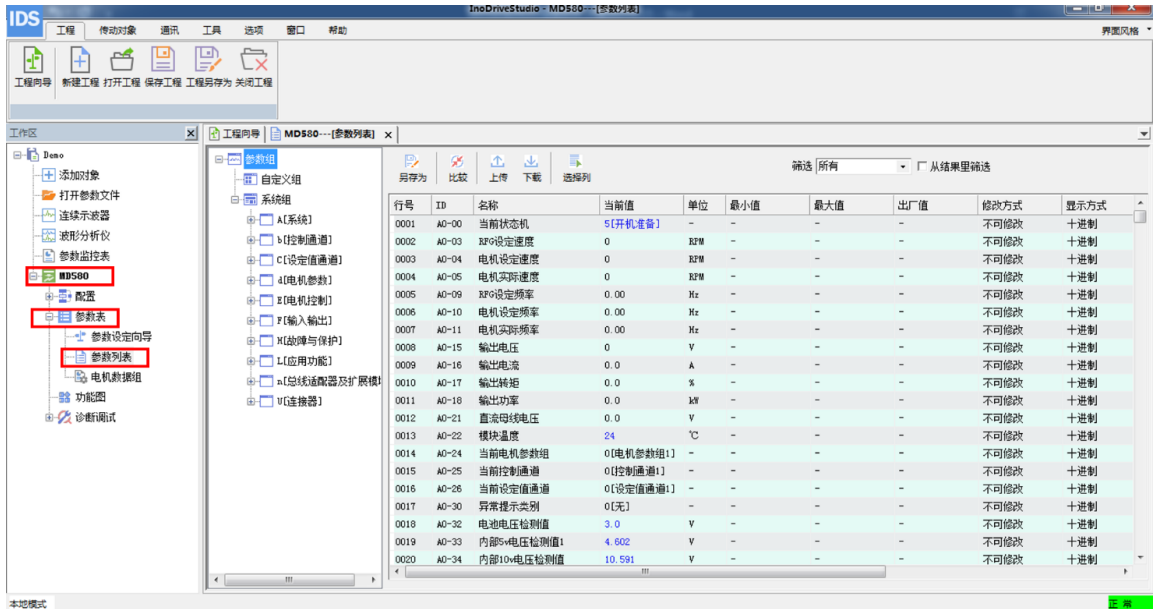 InoDriveStudio - MD580---[参数列表]
IDS
工程 传动对象 通讯 工具 选项 窗口 帮助 界面风格
工程向导 新建工程 打开工程 保存工程 工程另存为 关闭工程
工作区
工程向导 MD580---[参数列表]
Demo
添加对象
打开参数文件
连续示波器
波形分析仪
参数监控表
MD580
配置
参数表
参数设定向导
参数列表
电机数据组
功能图
诊断调试
参数组
自定义组
系统组
A[系统]
b[控制通道]
C[设定值通道]
d[电机参数]
E[电机控制]
F[输入输出]
H[故障与保护]
L[应用功能]
n[总线适配器及扩展模
U[连接器]
另存为 比较 上传 下载 选择列 筛选 所有 从结果里筛选
行号 ID 名称 当前值 单位 最小值 最大值 出厂值 修改方式 显示方式
0001 A0-00 当前状态机 5[开机准备] - - - - 不可修改 十进制
0002 A0-03 RFG设定速度 0 RPM - - - 不可修改 十进制
0003 A0-04 电机设定速度 0 RPM - - - 不可修改 十进制
0004 A0-05 电机实际速度 0 RPM - - - 不可修改 十进制
0005 A0-09 RFG设定频率 0.00 Hz - - - 不可修改 十进制
0006 A0-10 电机设定频率 0.00 Hz - - - 不可修改 十进制
0007 A0-11 电机实际频率 0.00 Hz - - - 不可修改 十进制
0008 A0-15 输出电压 0 V - - - 不可修改 十进制
0009 A0-16 输出电流 0.0 A - - - 不可修改 十进制
0010 A0-17 输出转矩 0.0 % - - - 不可修改 十进制
0011 A0-18 输出功率 0.0 kW - - - 不可修改 十进制
0012 A0-21 直流母线电压 0.0 V - - - 不可修改 十进制
0013 A0-22 模块温度 24 ℃ - - - 不可修改 十进制
0014 A0-24 当前电机参数组 0[电机参数组1] - - - - 不可修改 十进制
0015 A0-25 当前控制通道 0[控制通道1] - - - - 不可修改 十进制
0016 A0-26 当前设定值通道 0[设定值通道1] - - - - 不可修改 十进制
0017 A0-30 异常提示类别 0[无] - - - - 不可修改 十进制
0018 A0-32 电池电压检测值 3.0 V - - - 不可修改 十进制
0019 A0-33 内部5v电压检测值1 4.602 V - - - 不可修改 十进制
0020 A0-34 内部10v电压检测值 10.591 V - - - 不可修改 十进制
本地模式 正常